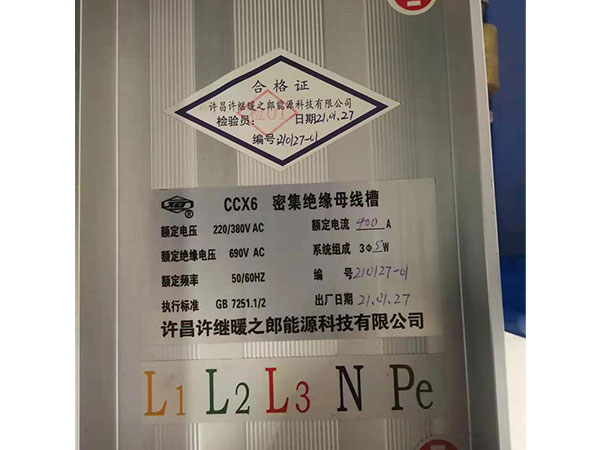 合格证
许昌许继暖之郎能源科技有限公司
检验员: 检01 日期21.01.27
编号210127-01
CCX6 密集绝缘母线槽
额定电压 220/380V AC 额定电流 400 A
额定绝缘电压 690V AC 系统组成 3Φ5W
额定频率 50/60HZ 编 号210127-01
执行标准 GB 7251.1/2 出厂日期 21.01.27
许昌许继暖之郎能源科技有限公司
L1 L2 L3 N Pe